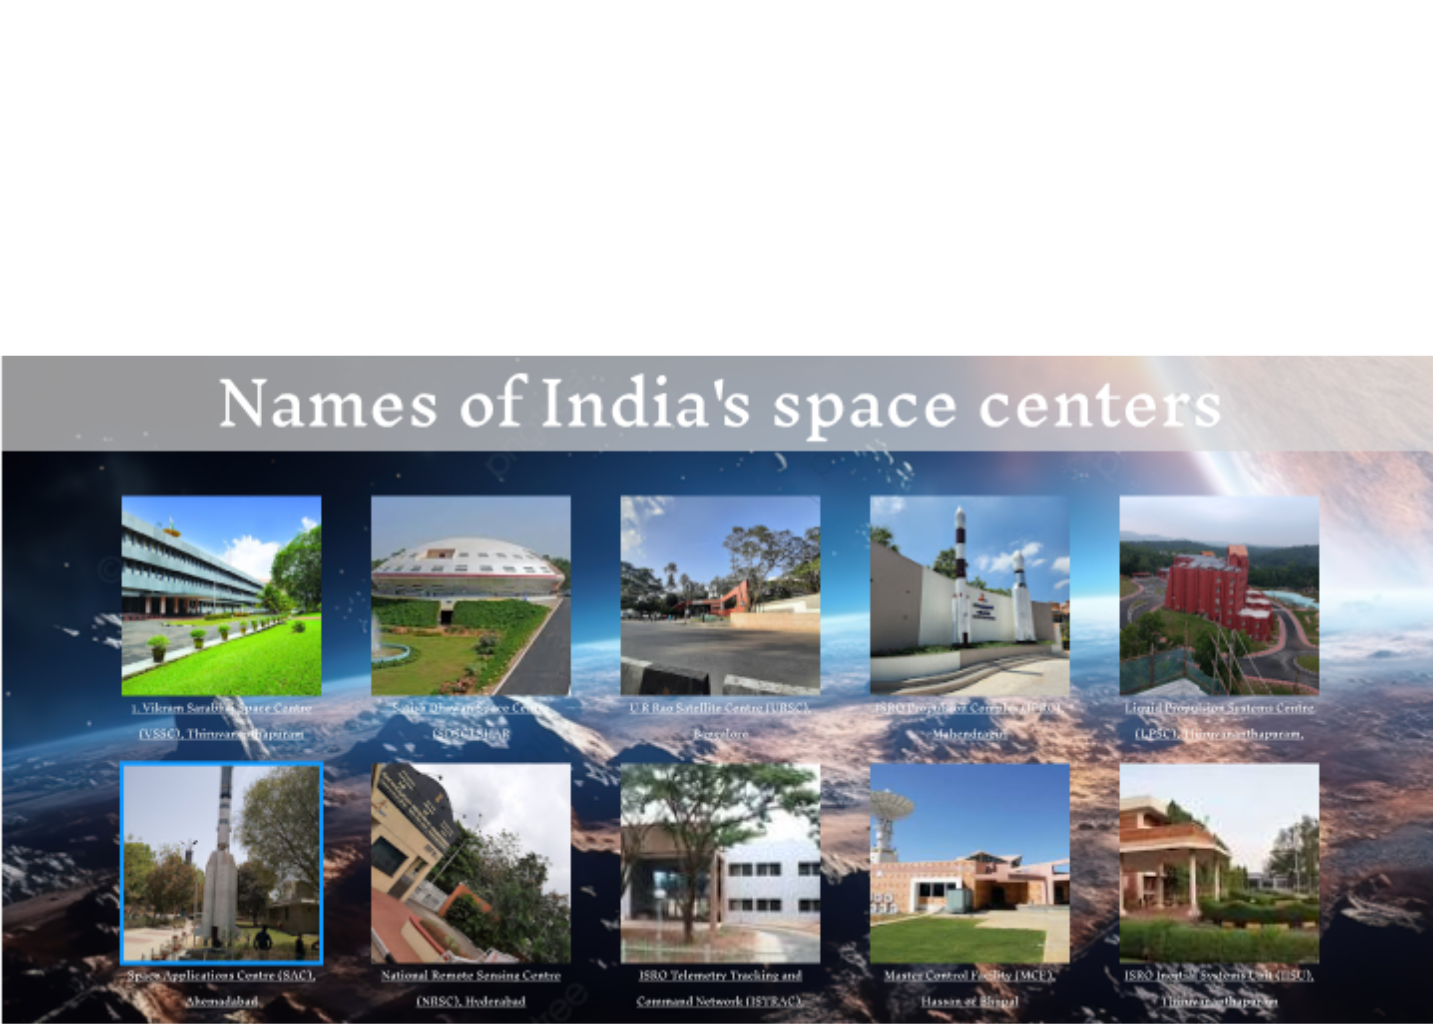 Names of India's space centers
1. Vikram Sarabhai Space Centre
(VSSC), Thiruvananthapuram
Satish Dhawan Space Centre
(SDSC) SHAR
U R Rao Satellite Centre (URSC),
Bangalore
ISRO Propulsion Complex (IPRC),
Mahendragiri
Liquid Propulsion Systems Centre
(LPSC), Thiruvananthapuram,
Space Applications Centre (SAC),
Ahemadabad
National Remote Sensing Centre
(NRSC), Hyderabad
ISRO Telemetry Tracking and
Command Network (ISTRAC),
Master Control Facility (MCF),
Hassan or Bhopal
ISRO Inertial Systems Unit (IISU),
Thiruvananthapuram